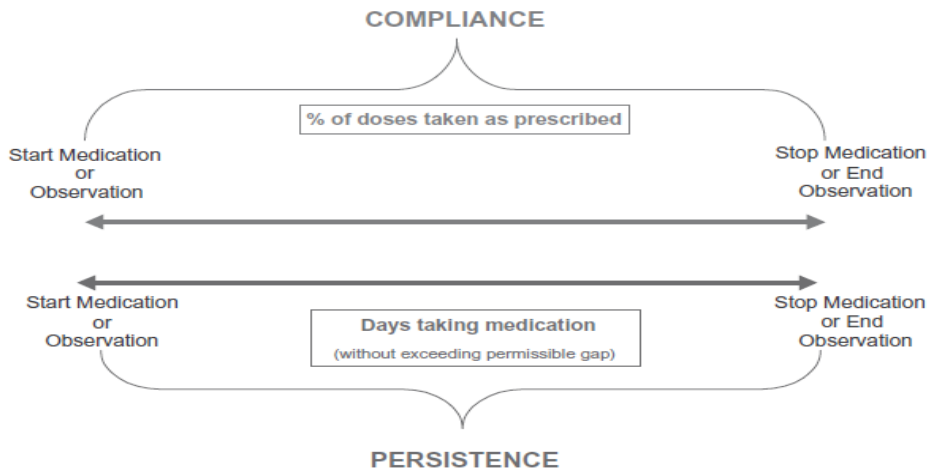 COMPLIANCE
% of doses taken as prescribed
Start Medication
or
Observation
Stop Medication
or End
Observation
Start Medication
or
Observation
Days taking medication
(without exceeding permissible gap)
Stop Medication
or End
Observation
PERSISTENCE